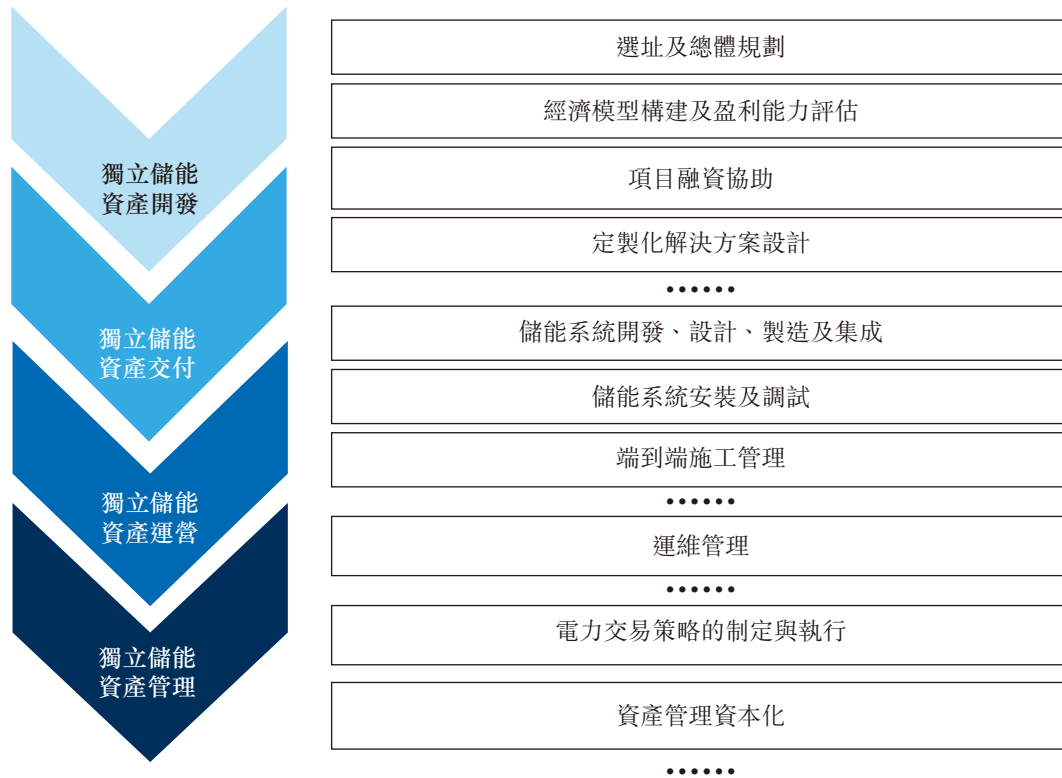 獨立儲能
資產開發
選址及總體規劃
經濟模型構建及盈利能力評估
項目融資協助
定製化解決方案設計
••••••
獨立儲能
資產交付
儲能系統開發、設計、製造及集成
儲能系統安裝及調試
端到端施工管理
••••••
獨立儲能
資產運營
運維管理
••••••
獨立儲能
資產管理
電力交易策略的制定與執行
資產管理資本化
••••••